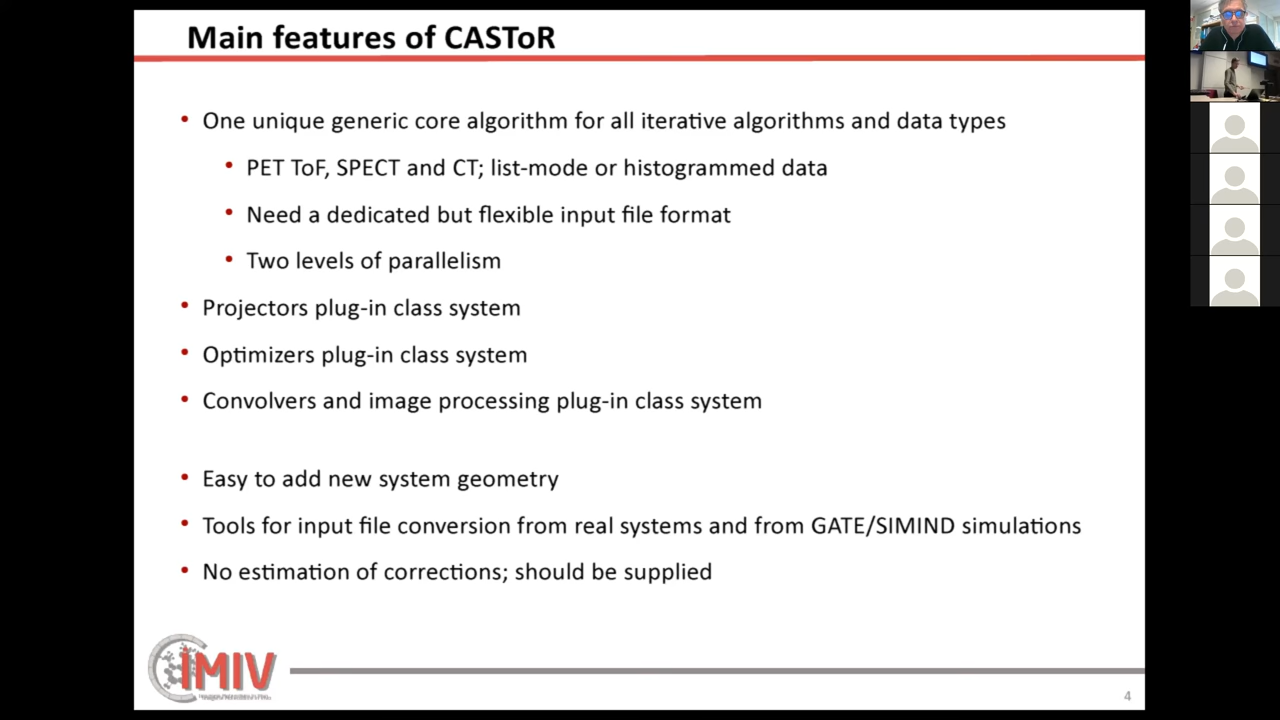 Main features of CASToR
• One unique generic core algorithm for all iterative algorithms and data types
• PET ToF, SPECT and CT; list-mode or histogrammed data
• Need a dedicated but flexible input file format
• Two levels of parallelism
• Projectors plug-in class system
• Optimizers plug-in class system
• Convolvers and image processing plug-in class system
• Easy to add new system geometry
• Tools for input file conversion from real systems and from GATE/SIMIND simulations
• No estimation of corrections; should be supplied
IMIV
4